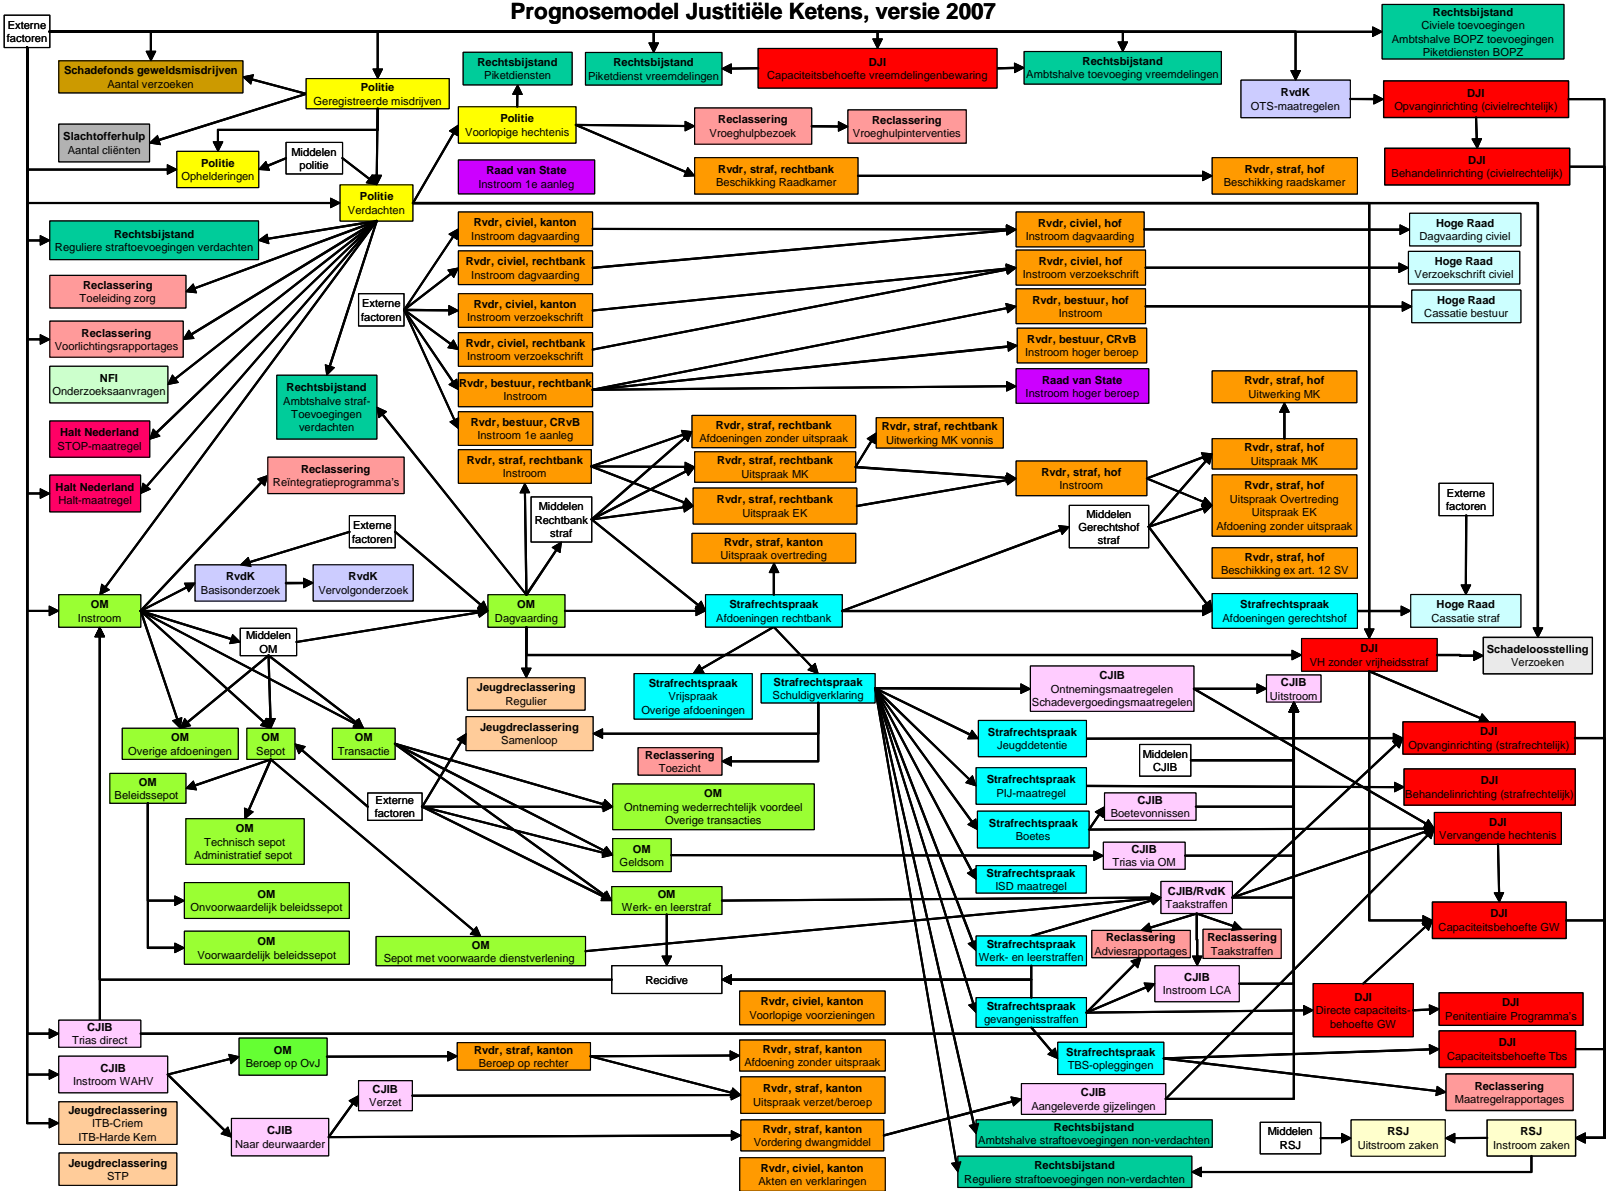 Prognosemodel Justitiële Ketens, versie 2007
Externe
factoren
Rechtsbijstand
Civiele toevoegingen
Ambtshalve BOPZ toevoegingen
Piketdiensten BOPZ
Schadefonds geweldsmisdrijven
Aantal verzoeken
Politie
Geregistreerde misdrijven
Rechtsbijstand
Piketdiensten
Rechtsbijstand
Piketdienst vreemdelingen
DJI
Capaciteitsbehoefte vreemdelingenbewaring
Rechtsbijstand
Ambtshalve toevoeging vreemdelingen
RvdK
OTS-maatregelen
DJI
Opvanginrichting (civielrechtelijk)
Slachtofferhulp
Aantal cliënten
Politie
Ophelderingen
Middelen
politie
Politie
Voorlopige hechtenis
Reclassering
Vroeghulpbezoek
Reclassering
Vroeghulpinterventies
DJI
Behandelinrichting (civielrechtelijk)
Raad van State
Instroom 1e aanleg
Rvdr, straf, rechtbank
Beschikking Raadkamer
Rvdr, straf, hof
Beschikking raadskamer
Politie
Verdachten
Rechtsbijstand
Reguliere straftoevoegingen verdachten
Rvdr, civiel, kanton
Instroom dagvaarding
Rvdr, civiel, hof
Instroom dagvaarding
Hoge Raad
Dagvaarding civiel
Rvdr, civiel, rechtbank
Instroom dagvaarding
Rvdr, civiel, hof
Instroom verzoekschrift
Hoge Raad
Verzoekschrift civiel
Reclassering
Toeleiding zorg
Externe
factoren
Rvdr, civiel, kanton
Instroom verzoekschrift
Rvdr, bestuur, hof
Instroom
Hoge Raad
Cassatie bestuur
Reclassering
Voorlichtingsrapportages
Rvdr, civiel, rechtbank
Instroom verzoekschrift
Rvdr, bestuur, CRvB
Instroom hoger beroep
NFI
Onderzoeksaanvragen
Rechtsbijstand
Ambtshalve straf-
Toevoegingen
verdachten
Rvdr, bestuur, rechtbank
Instroom
Raad van State
Instroom hoger beroep
Rvdr, straf, hof
Uitwerking MK
Halt Nederland
STOP-maatregel
Rvdr, bestuur, CRvB
Instroom 1e aanleg
Rvdr, straf, rechtbank
Afdoeningen zonder uitspraak
Rvdr, straf, rechtbank
Uitwerking MK vonnis
Rvdr, straf, rechtbank
Instroom
Rvdr, straf, rechtbank
Uitspraak MK
Rvdr, straf, hof
Instroom
Rvdr, straf, hof
Uitspraak MK
Halt Nederland
Halt-maatregel
Reclassering
Reïntegratieprogramma's
Rvdr, straf, rechtbank
Uitspraak EK
Rvdr, straf, hof
Uitspraak Overtreding
Uitspraak EK
Afdoening zonder uitspraak
Externe
factoren
Externe
factoren
Middelen
Rechtbank
straf
Middelen
Gerechtshof
straf
Rvdr, straf, kanton
Uitspraak overtreding
Rvdr, straf, hof
Beschikking ex art. 12 SV
RvdK
Basisonderzoek
RvdK
Vervolgonderzoek
OM
Instroom
OM
Dagvaarding
Strafrechtspraak
Afdoeningen rechtbank
Strafrechtspraak
Afdoeningen gerechtshof
Hoge Raad
Cassatie straf
Middelen
OM
DJI
VH zonder vrijheidsstraf
Schadeloosstelling
Verzoeken
Jeugdreclassering
Regulier
Strafrechtspraak
Vrijspraak
Overige afdoeningen
Strafrechtspraak
Schuldigverklaring
CJIB
Ontnemingsmaatregelen
Schadevergoedingsmaatregelen
CJIB
Uitstroom
OM
Overige afdoeningen
OM
Sepot
OM
Transactie
Jeugdreclassering
Samenloop
Strafrechtspraak
Jeugddetentie
DJI
Opvanginrichting (strafrechtelijk)
Reclassering
Toezicht
Middelen
CJIB
OM
Beleidssepot
Externe
factoren
OM
Ontneming wederrechtelijk voordeel
Overige transacties
Strafrechtspraak
PIJ-maatregel
DJI
Behandelinrichting (strafrechtelijk)
OM
Technisch sepot
Administratief sepot
Strafrechtspraak
Boetes
CJIB
Boetevonnissen
DJI
Vervangende hechtenis
OM
Geldsom
CJIB
Trias via OM
Strafrechtspraak
ISD maatregel
OM
Onvoorwaardelijk beleidssepot
OM
Werk- en leerstraf
CJIB/RvdK
Taakstraffen
DJI
Capaciteitsbehoefte GW
OM
Voorwaardelijk beleidssepot
OM
Sepot met voorwaarde dienstverlening
Strafrechtspraak
Werk- en leerstraffen
Reclassering
Adviesrapportages
Reclassering
Taakstraffen
Recidive
CJIB
Instroom LCA
Rvdr, civiel, kanton
Voorlopige voorzieningen
Strafrechtspraak
gevangenisstraffen
DJI
Directe capaciteits-
behoefte GW
DJI
Penitentiaire Programma's
CJIB
Trias direct
OM
Beroep op OvJ
Rvdr, straf, kanton
Beroep op rechter
Rvdr, straf, kanton
Afdoening zonder uitspraak
Strafrechtspraak
TBS-opleggingen
DJI
Capaciteitsbehoefte Tbs
CJIB
Instroom WAHV
CJIB
Verzet
Rvdr, straf, kanton
Uitspraak verzet/beroep
CJIB
Aangeleverde gijzelingen
Reclassering
Maatregelrapportages
Jeugdreclassering
ITB-Criem
ITB-Harde Kern
CJIB
Naar deurwaarder
Rvdr, straf, kanton
Vordering dwangmiddel
Rechtsbijstand
Ambtshalve straftoevoegingen non-verdachten
Middelen
RSJ
RSJ
Uitstroom zaken
RSJ
Instroom zaken
Jeugdreclassering
STP
Rvdr, civiel, kanton
Akten en verklaringen
Rechtsbijstand
Reguliere straftoevoegingen non-verdachten